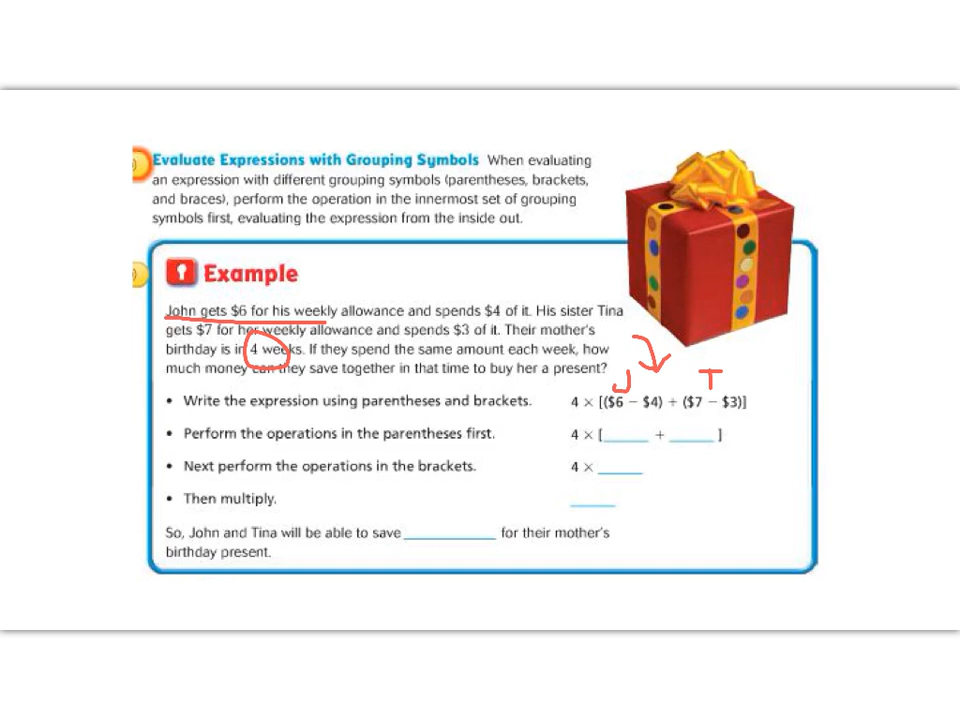 Evaluate Expressions with Grouping Symbols When evaluating
an expression with different grouping symbols (parentheses, brackets,
and braces), perform the operation in the innermost set of grouping
symbols first, evaluating the expression from the inside out.
Example
John gets $6 for his weekly allowance and spends $4 of it. His sister Tina
gets $7 for her weekly allowance and spends $3 of it. Their mother's
birthday is in 4 weeks. If they spend the same amount each week, how
much money can they save together in that time to buy her a present?
J T
• Write the expression using parentheses and brackets. 4 × [($6 − $4) + ($7 − $3)]
• Perform the operations in the parentheses first. 4 × [______ + ______ ]
• Next perform the operations in the brackets. 4 × ______
• Then multiply. ______
So, John and Tina will be able to save ____________ for their mother's
birthday present.